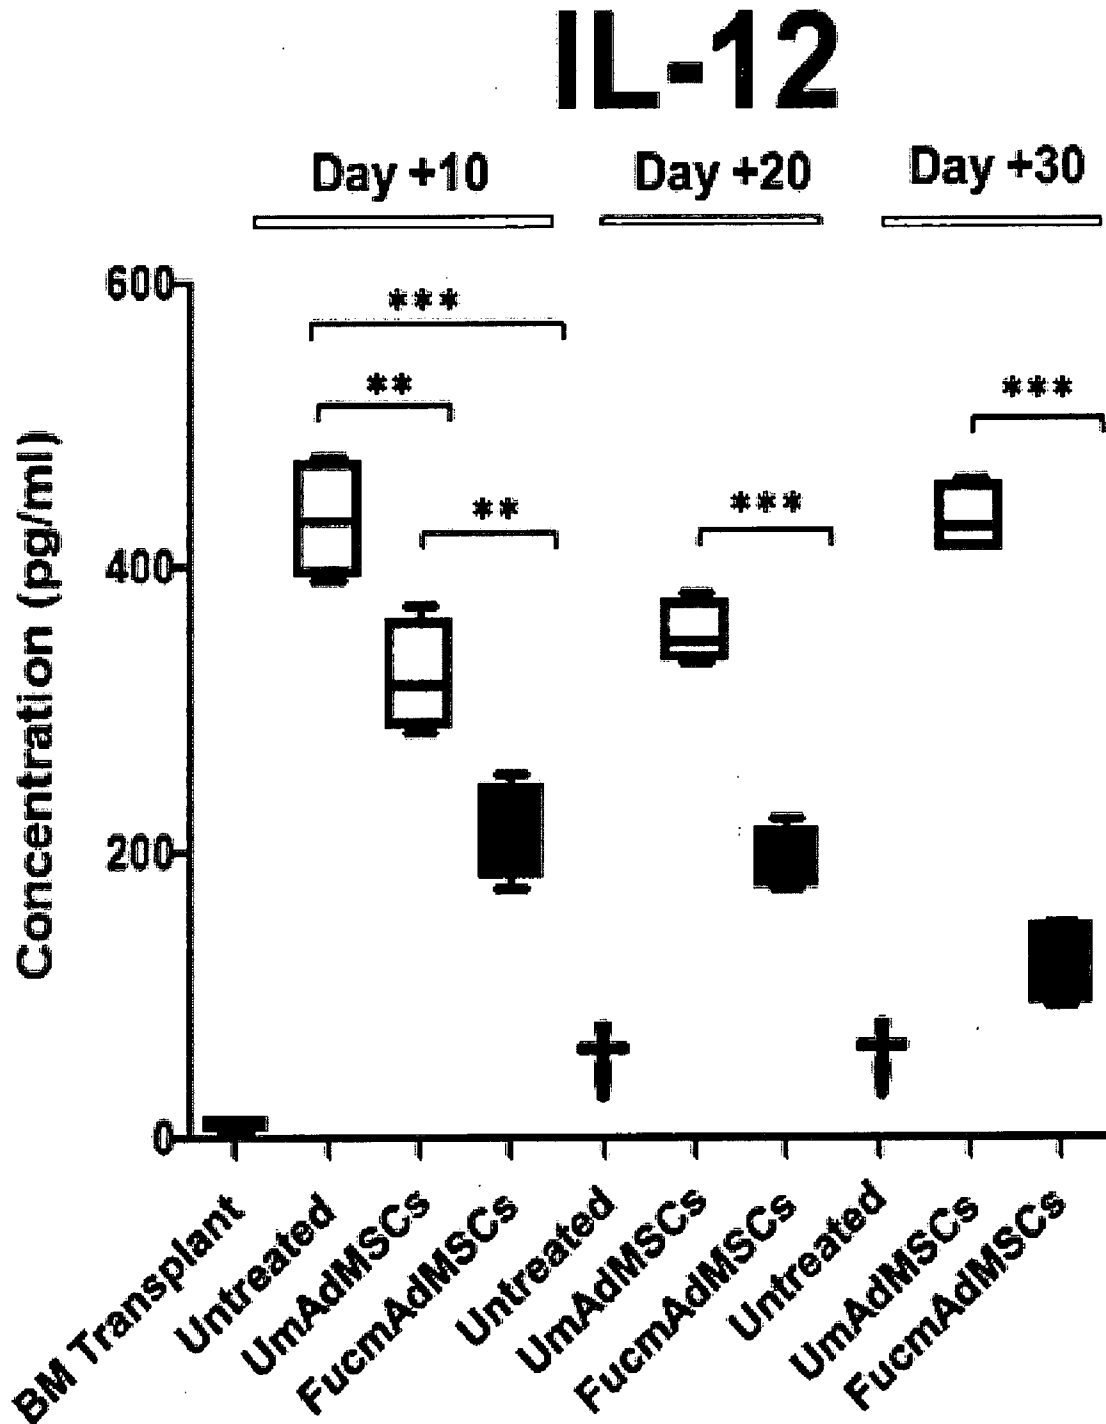 IL-12
Day +10 Day +20 Day +30
600
***
**
**
***
***
400
200
0
Concentration (pg/ml)
BM Transplant
Untreated
UmAdMSCs
FucmAdMSCs
Untreated
UmAdMSCs
FucmAdMSCs
Untreated
UmAdMSCs
FucmAdMSCs